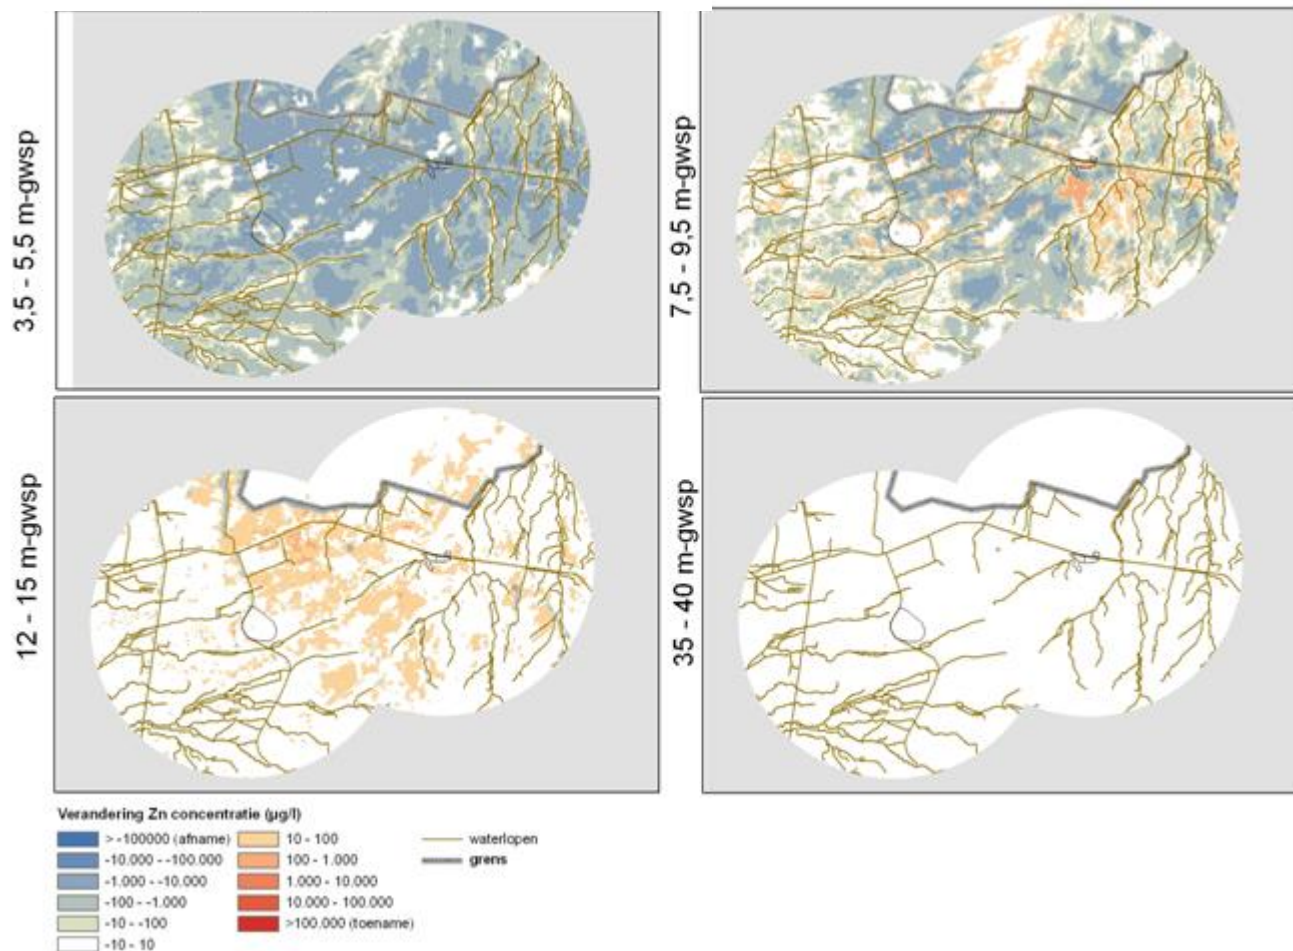 3,5 - 5,5 m-gwsp
7,5 - 9,5 m-gwsp
12 - 15 m-gwsp
35 - 40 m-gwsp
Verandering Zn concentratie (µg/l)
> -100000 (afname)
-10.000 - -100.000
-1.000 - -10.000
-100 - -1.000
-10 - -100
-10 - 10
10 - 100
100 - 1.000
1.000 - 10.000
10.000 - 100.000
>100.000 (toename)
waterlopen
grens